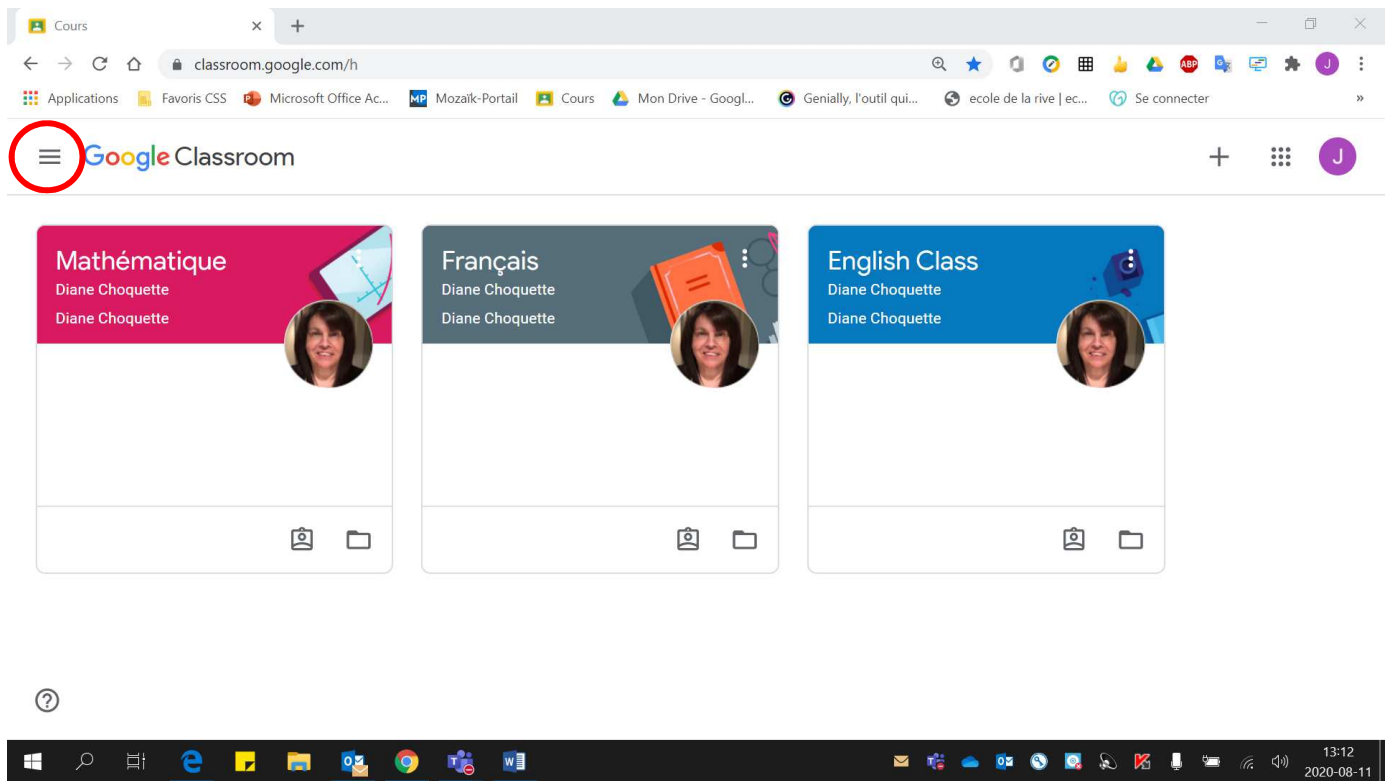 Cours
classroom.google.com/h
ABP
J
Applications Favoris CSS Microsoft Office Ac... MP Mozaïk-Portail Cours Mon Drive - Googl... Genially, l'outil qui... ecole de la rive | ec... Se connecter »
Google Classroom
J
Mathématique
Diane Choquette
Diane Choquette
Français
Diane Choquette
Diane Choquette
English Class
Diane Choquette
Diane Choquette
13:12
2020-08-11